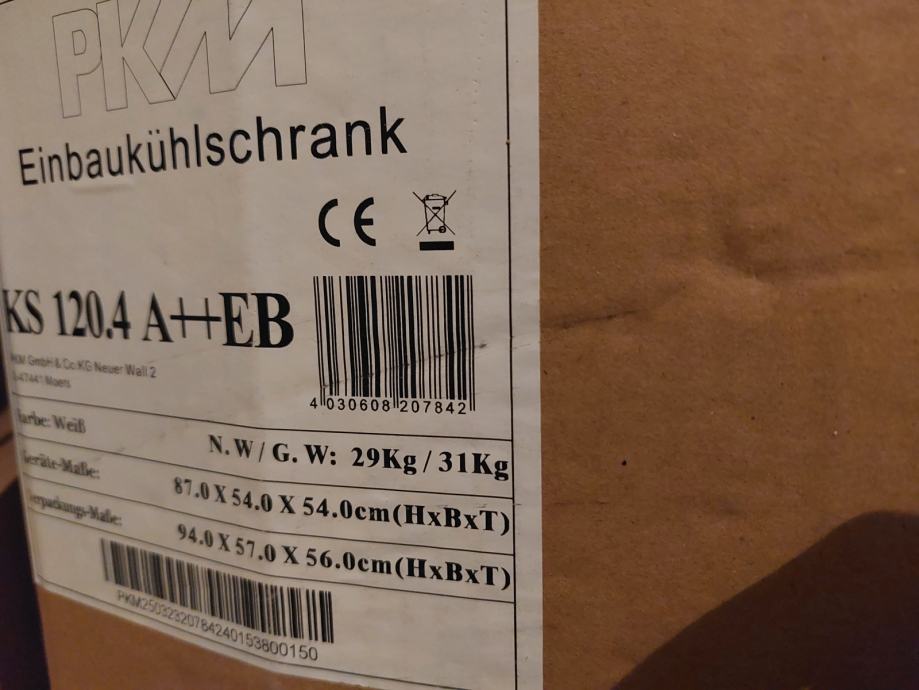 PKM
Einbaukühlschrank
CE
KS 120.4 A++EB
4 030608 207842
PKM GmbH & Co.KG Neuer Wall 2
D-47441 Moers
Farbe: Weiß
N.W/G.W: 29Kg/31Kg
Geräte-Maße:
87.0 X 54.0 X 54.0cm(HxBxT)
Verpackungs-Maße:
94.0 X 57.0 X 56.0cm(HxBxT)
PKM250323207842401538​00150